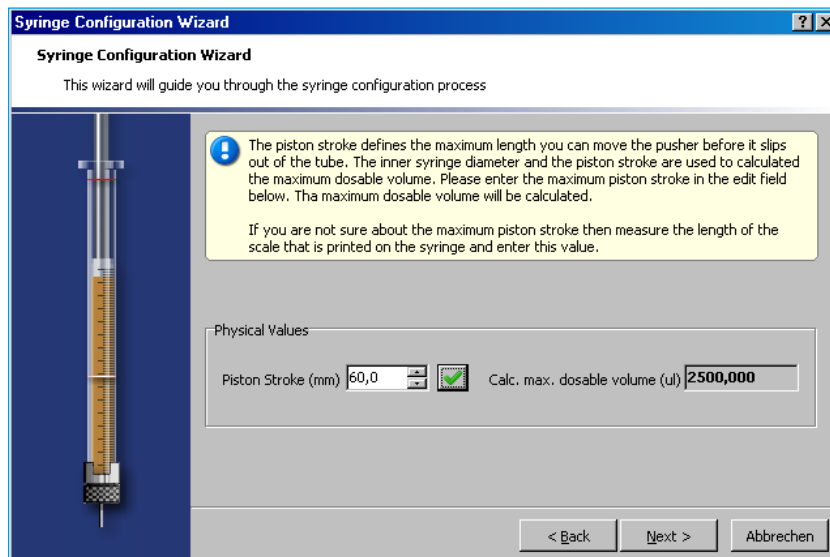 Syringe Configuration Wizard
Syringe Configuration Wizard
This wizard will guide you through the syringe configuration process
The piston stroke defines the maximum length you can move the pusher before it slips
out of the tube. The inner syringe diameter and the piston stroke are used to calculated
the maximum dosable volume. Please enter the maximum piston stroke in the edit field
below. Tha maximum dosable volume will be calculated.
If you are not sure about the maximum piston stroke then measure the length of the
scale that is printed on the syringe and enter this value.
Physical Values
Piston Stroke (mm) 60,0 Calc. max. dosable volume (ul) 2500,000
< Back Next > Abbrechen